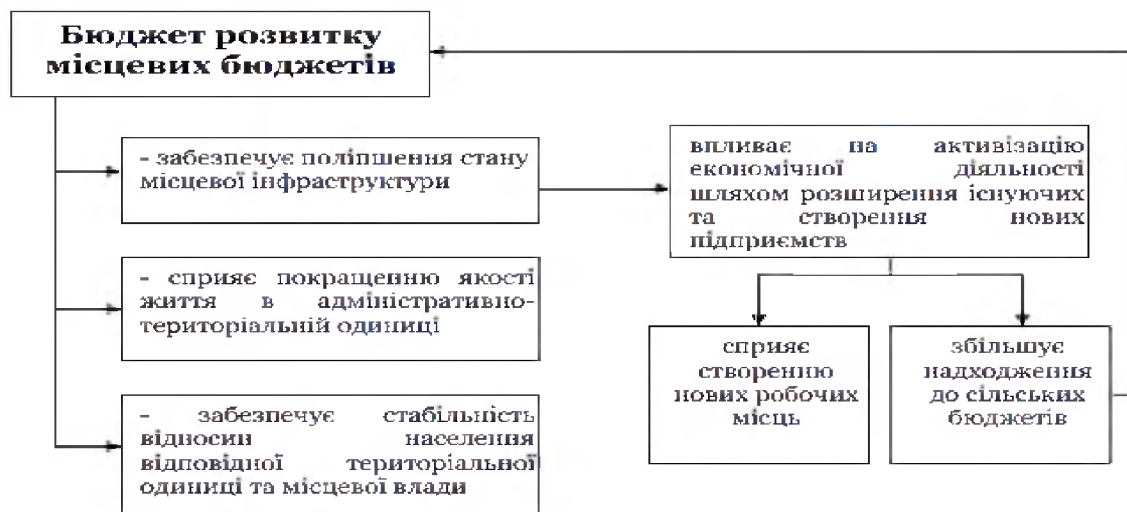 Бюджет розвитку
місцевих бюджетів
- забезпечує поліпшення стану
місцевої інфраструктури
впливає на активізацію
економічної діяльності
шляхом розширення існуючих
та створення нових
підприємств
- сприяє покращенню якості
життя в адміністративно-
територіальній одиниці
сприяє
створенню
нових робочих
місць
збільшує
надходження
до сільських
бюджетів
- забезпечує стабільність
відносин населення
відповідної територіальної
одиниці та місцевої влади